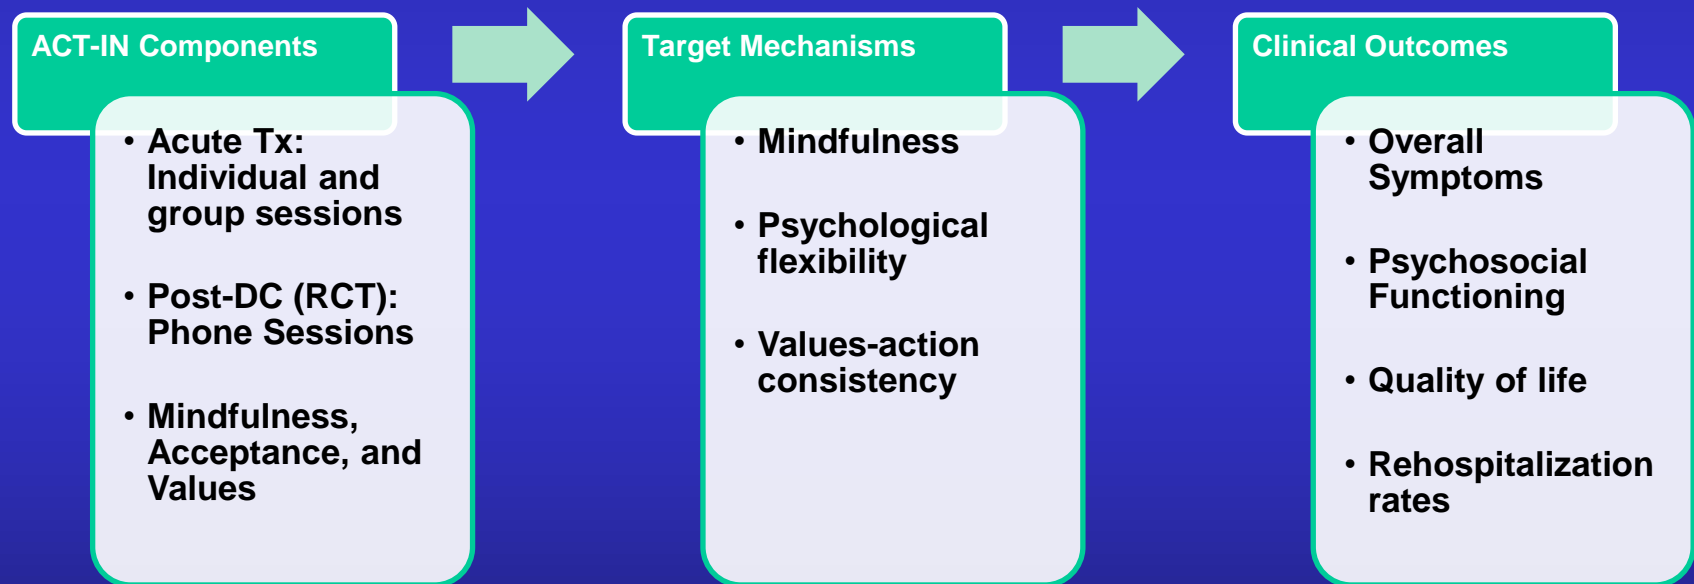 ACT-IN Components
• Acute Tx:
Individual and
group sessions
• Post-DC (RCT):
Phone Sessions
• Mindfulness,
Acceptance, and
Values
Target Mechanisms
• Mindfulness
• Psychological
flexibility
• Values-action
consistency
Clinical Outcomes
• Overall
Symptoms
• Psychosocial
Functioning
• Quality of life
• Rehospitalization
rates